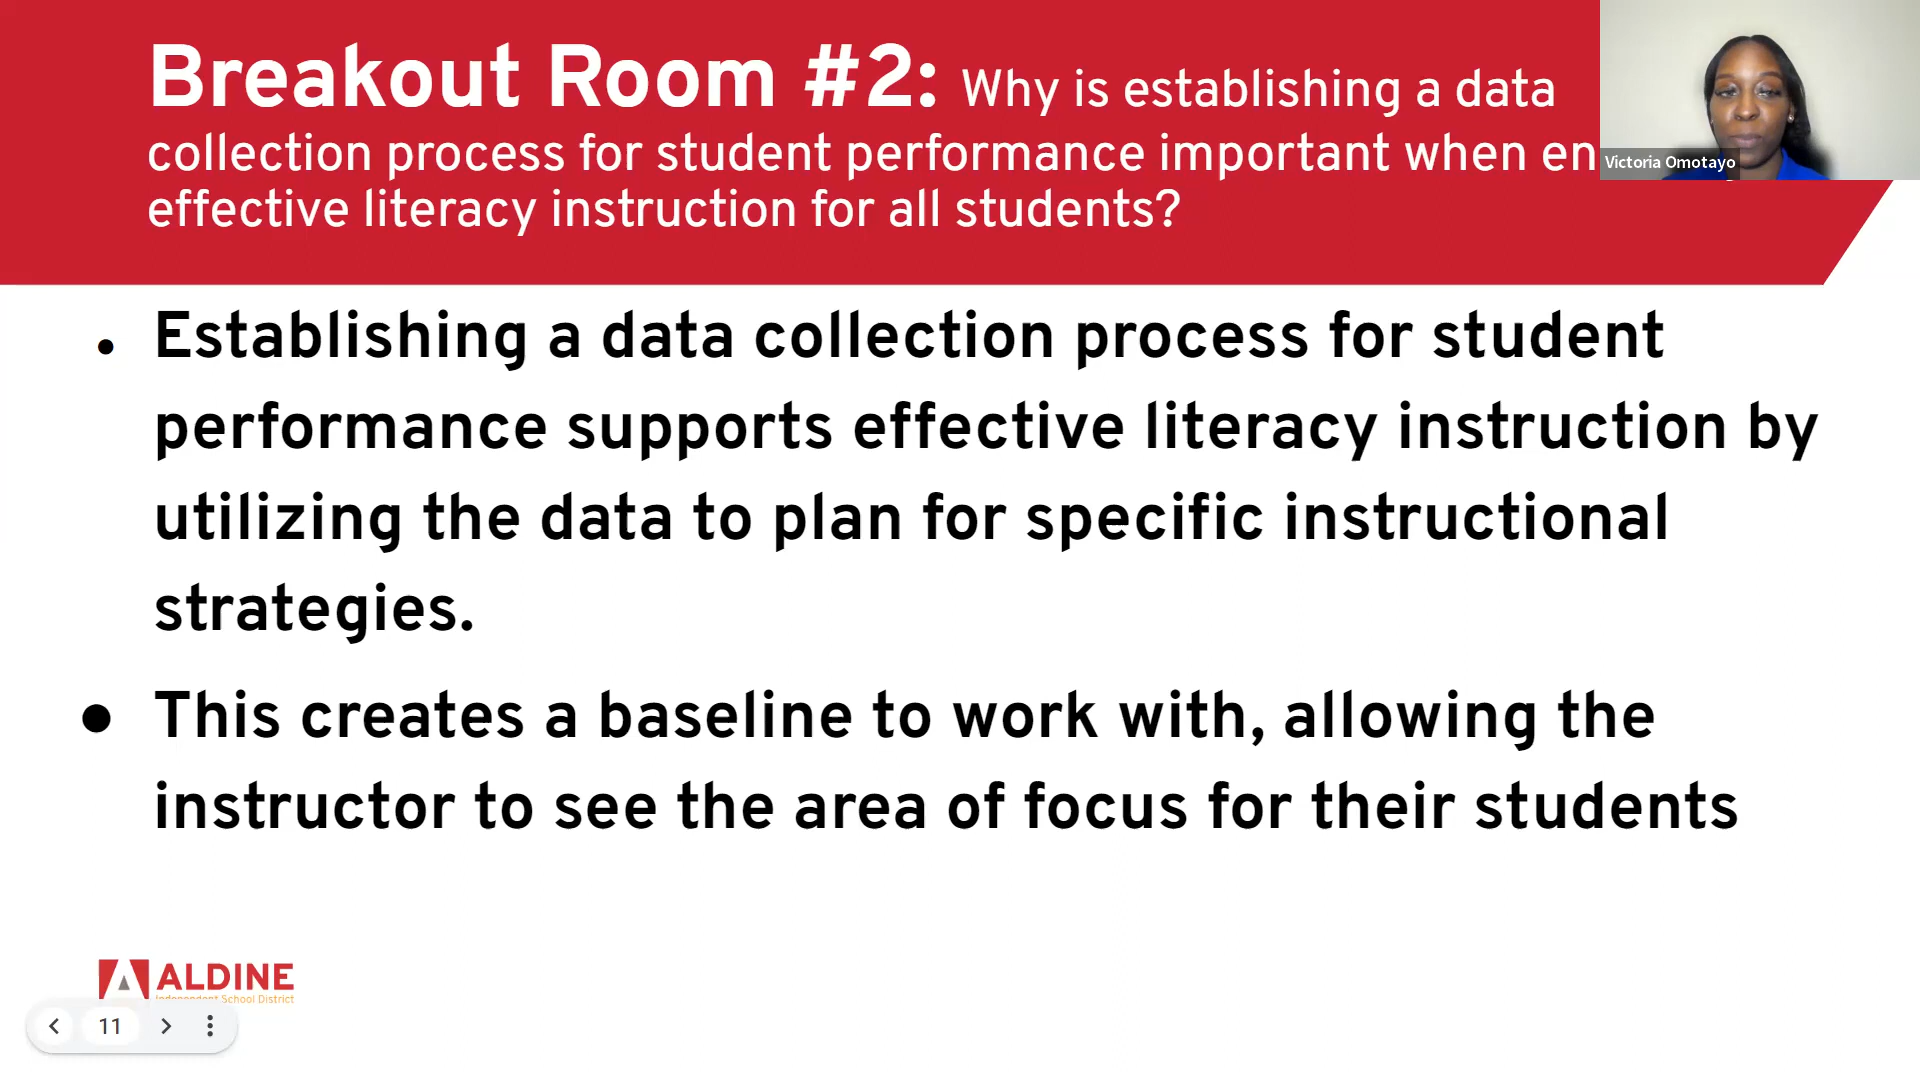 Breakout Room #2: Why is establishing a data
collection process for student performance important when en
effective literacy instruction for all students?
Victoria Omotayo
• Establishing a data collection process for student
performance supports effective literacy instruction by
utilizing the data to plan for specific instructional
strategies.
• This creates a baseline to work with, allowing the
instructor to see the area of focus for their students
ALDINE
Independent School District
11